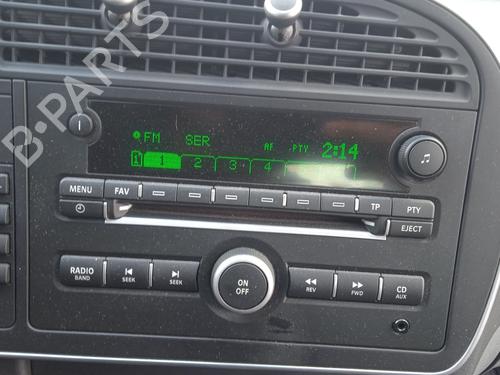 B-PARTS
FM SER AF PTY 2:14
1 1 2 3 4
MENU FAV TP PTY
EJECT
RADIO BAND SEEK SEEK ON OFF REV FWD CD AUX